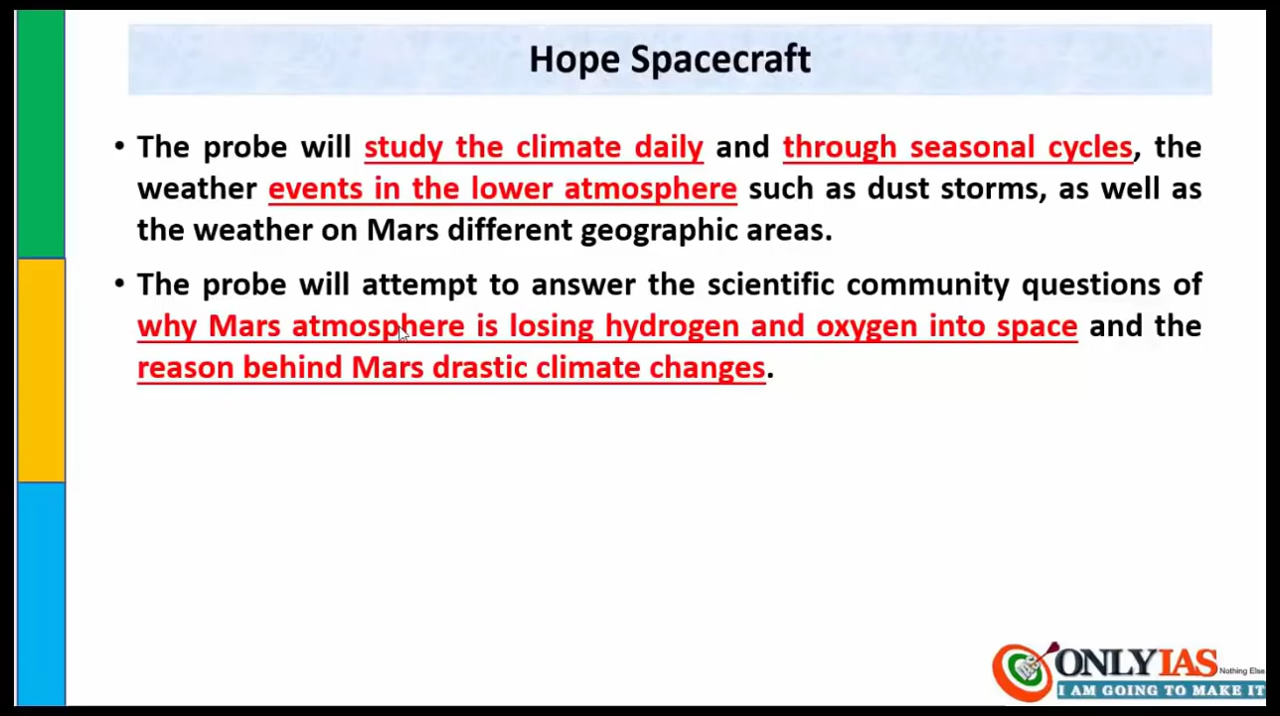 Hope Spacecraft
• The probe will study the climate daily and through seasonal cycles, the
weather events in the lower atmosphere such as dust storms, as well as
the weather on Mars different geographic areas.
• The probe will attempt to answer the scientific community questions of
why Mars atmosphere is losing hydrogen and oxygen into space and the
reason behind Mars drastic climate changes.
ONLYIAS
Nothing Else
I AM GOING TO MAKE IT